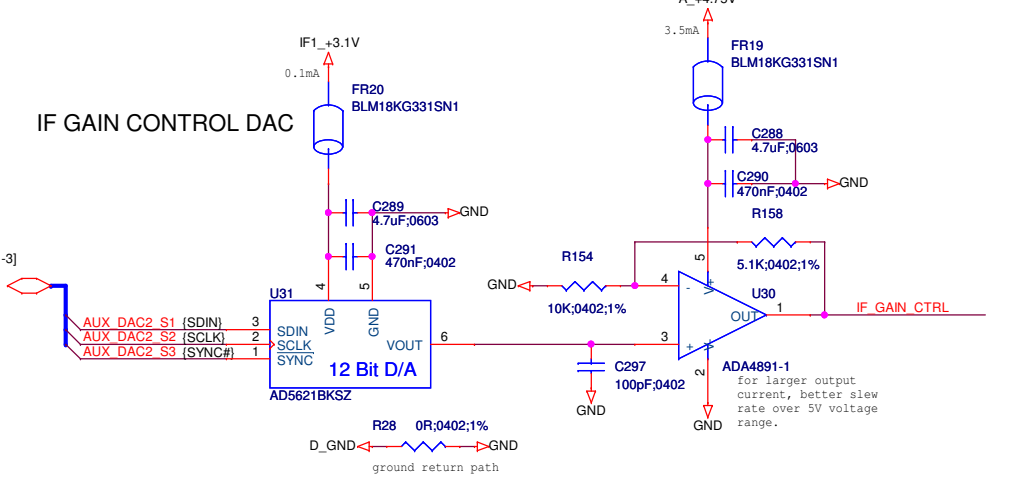 A_+4.75V
IF1_+3.1V
3.5mA
0.1mA
FR19
BLM18KG331SN1
FR20
BLM18KG331SN1
IF GAIN CONTROL DAC
C288
4.7uF;0603
C290
470nF;0402
GND
C289
4.7uF;0603
GND
R158
5.1K;0402;1%
C291
470nF;0402
-3]
R154
10K;0402;1%
GND
4
5
5
4
U31
U30
VDD
GND
V+
-
OUT
1
IF_GAIN_CTRL
AUX_DAC2_S1 {SDIN} 3 SDIN
AUX_DAC2_S2 {SCLK} 2 SCLK
AUX_DAC2_S3 {SYNC#} 1 SYNC
VOUT 6
3
+
V-
12 Bit D/A
AD5621BKSZ
C297
100pF;0402
GND
2
GND
ADA4891-1
for larger output
current, better slew
rate over 5V voltage
range.
R28 0R;0402;1%
D_GND
GND
ground return path